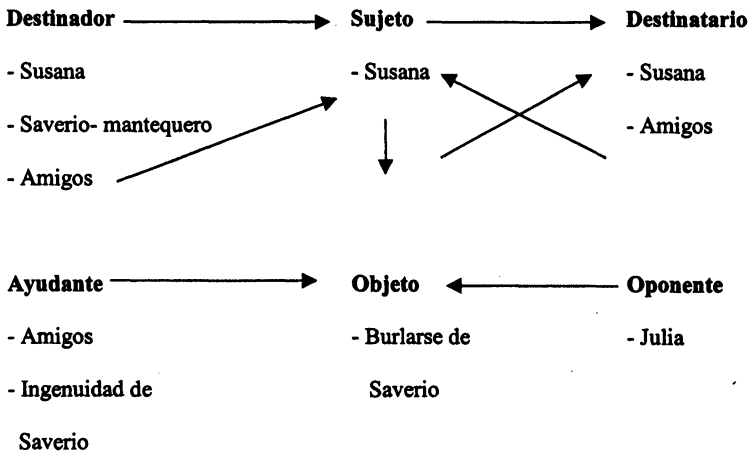 Destinador Sujeto Destinatario
- Susana - Susana - Susana
- Saverio- mantequero - Amigos
- Amigos
Ayudante Objeto Oponente
- Amigos - Burlarse de - Julia
- Ingenuidad de Saverio
Saverio